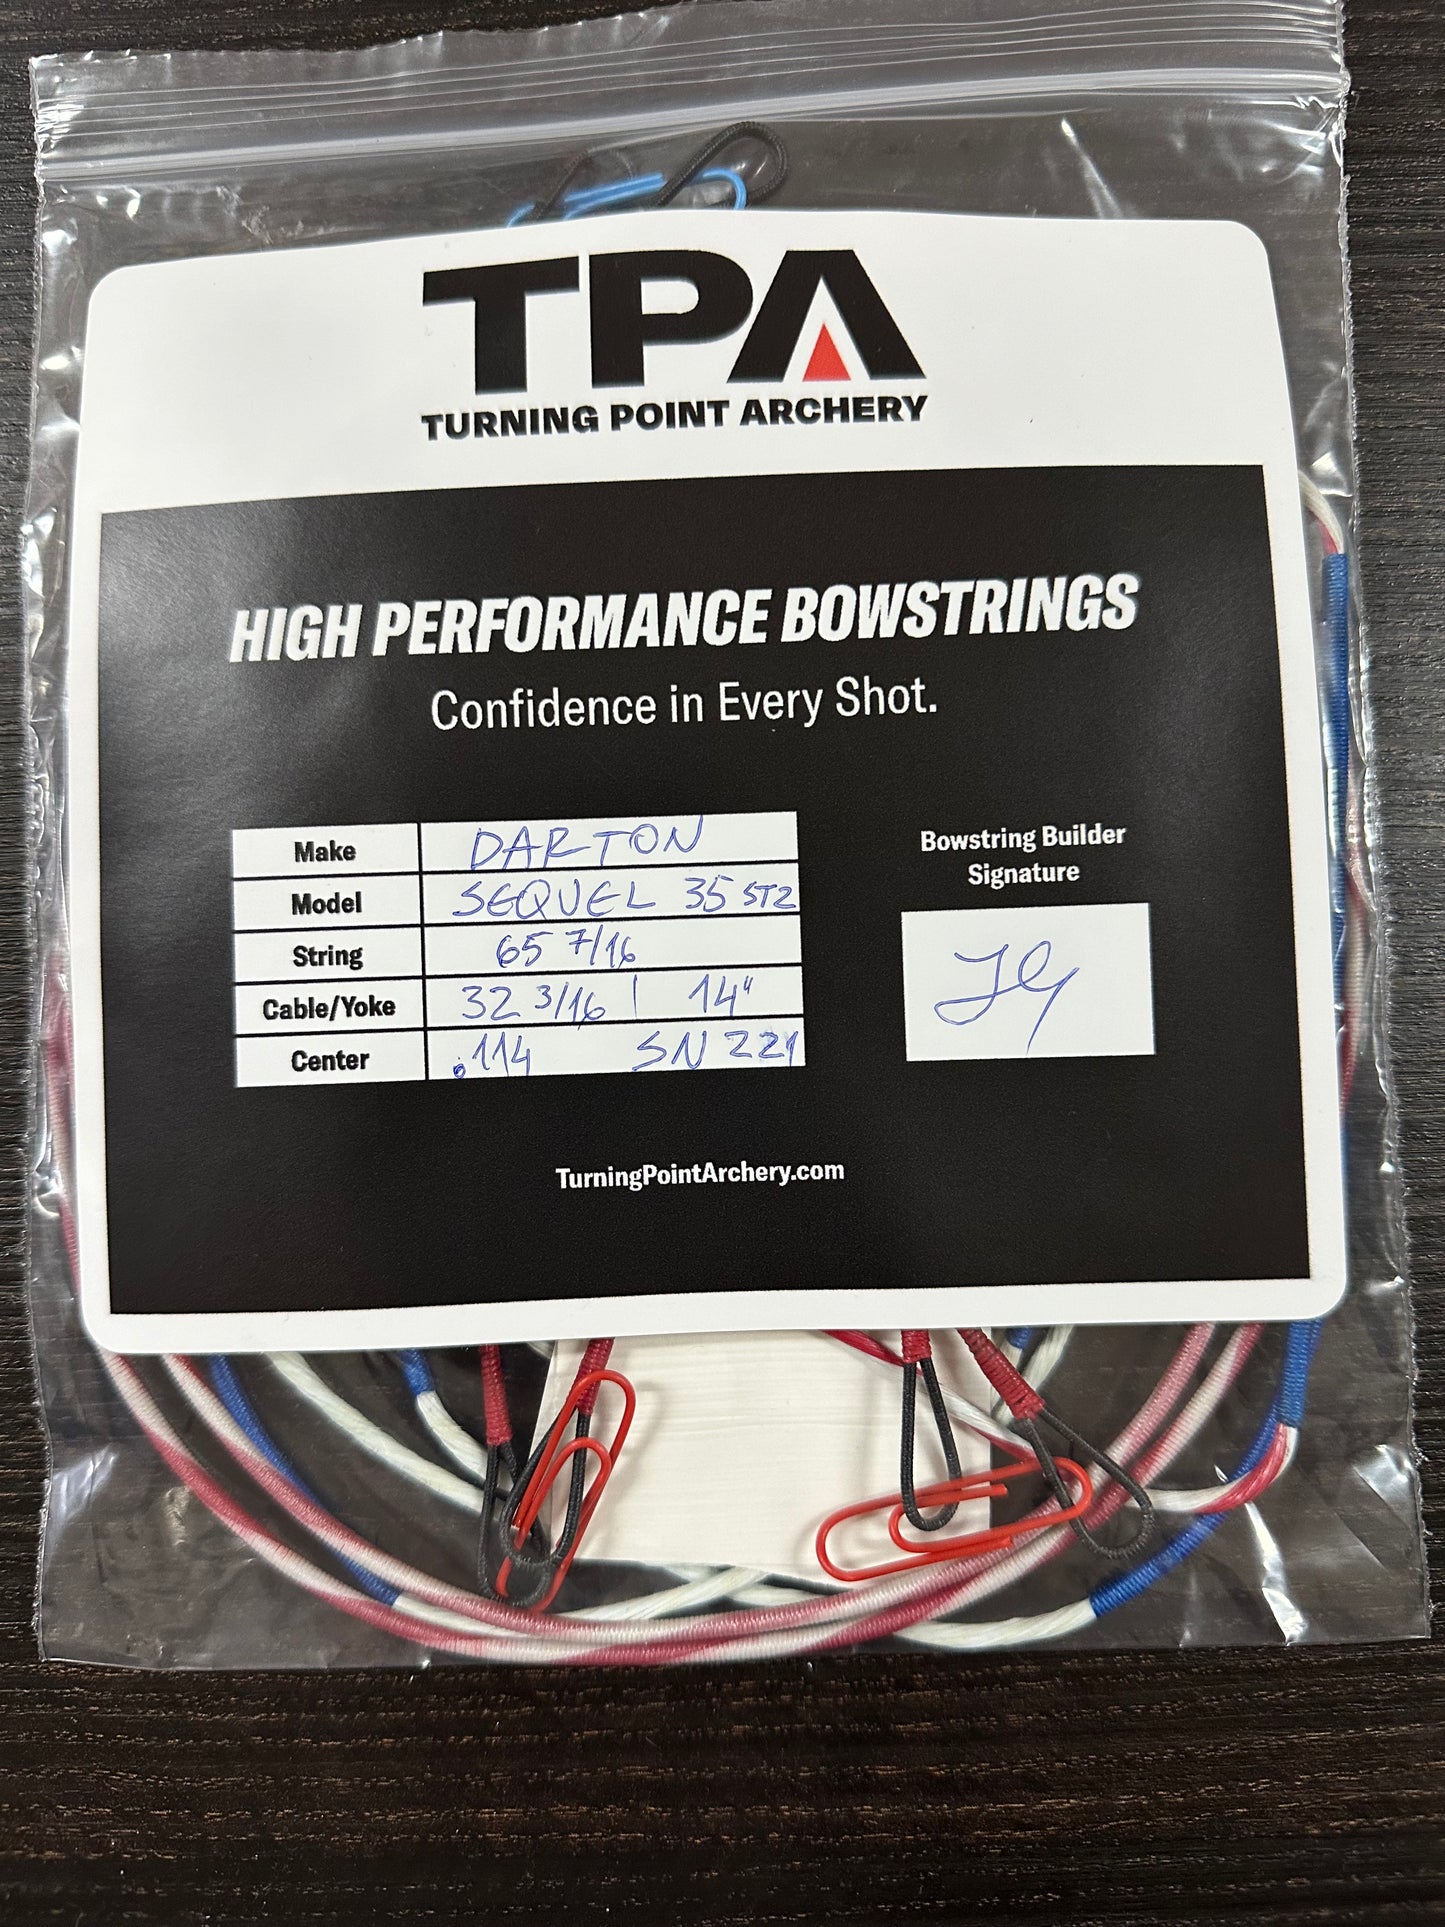 TPA
TURNING POINT ARCHERY
HIGH PERFORMANCE BOWSTRINGS
Confidence in Every Shot.
Make DARTON
Model SEQUEL 35 ST2
String 65 7/16
Cable/Yoke 32 3/16 | 14"
Center .114 SN 221
Bowstring Builder
Signature
JG
TurningPointArchery.com